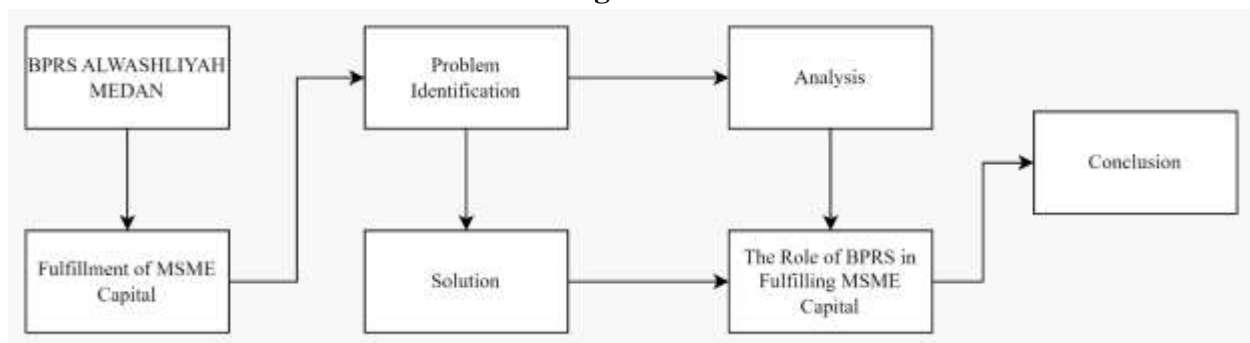 BPRS ALWASHLIYAH
MEDAN
Problem
Identification
Analysis
Conclusion
Fulfillment of MSME
Capital
Solution
The Role of BPRS in
Fulfilling MSME
Capital